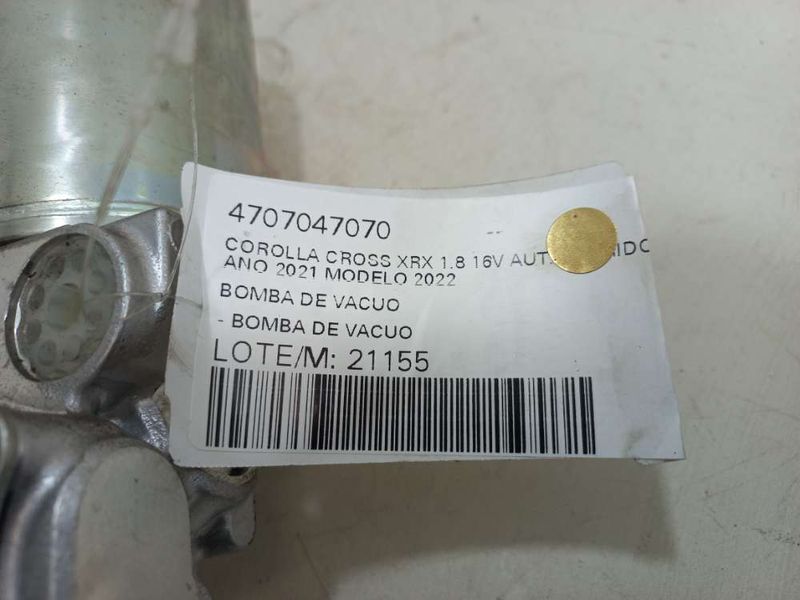 4707047070 --
COROLLA CROSS XRX 1.8 16V
ANO 2021 MODELO 2022
BOMBA DE VACUO
- BOMBA DE VACUO
LOTE/M: 21155